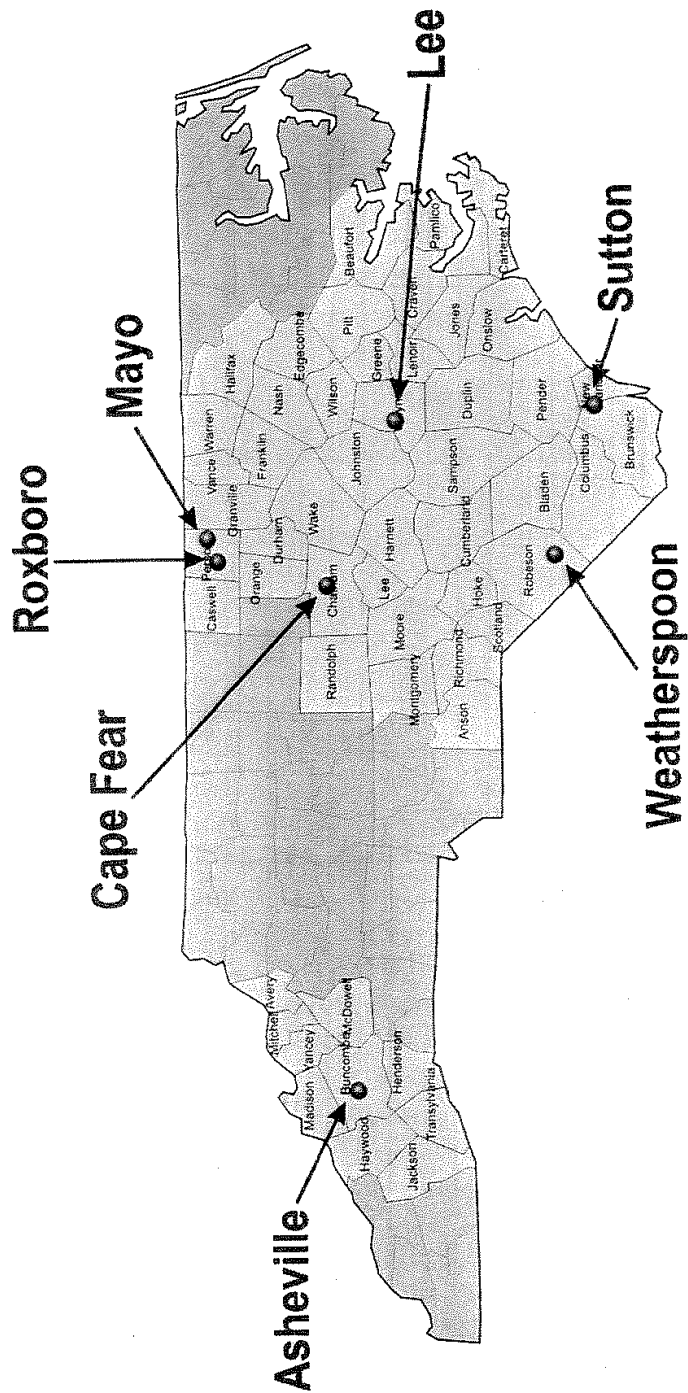 Roxboro
Mayo
Cape Fear
Asheville
Lee
Sutton
Weatherspoon
Caswell
Vance
Warren
Granville
Halifax
Orange
Durham
Franklin
Nash
Edgecombe
Avery
Mitchell
Yancey
Madison
Buncombe
McDowell
Haywood
Henderson
Jackson
Transylvania
Randolph
Wake
Wilson
Pitt
Beaufort
Johnston
Greene
Lee
Harnett
Moore
Montgomery
Lenoir
Craven
Pamlico
Jones
Carteret
Onslow
Duplin
Sampson
Cumberland
Hoke
Richmond
Anson
Scotland
Robeson
Bladen
Pender
Columbus
New
Brunswick